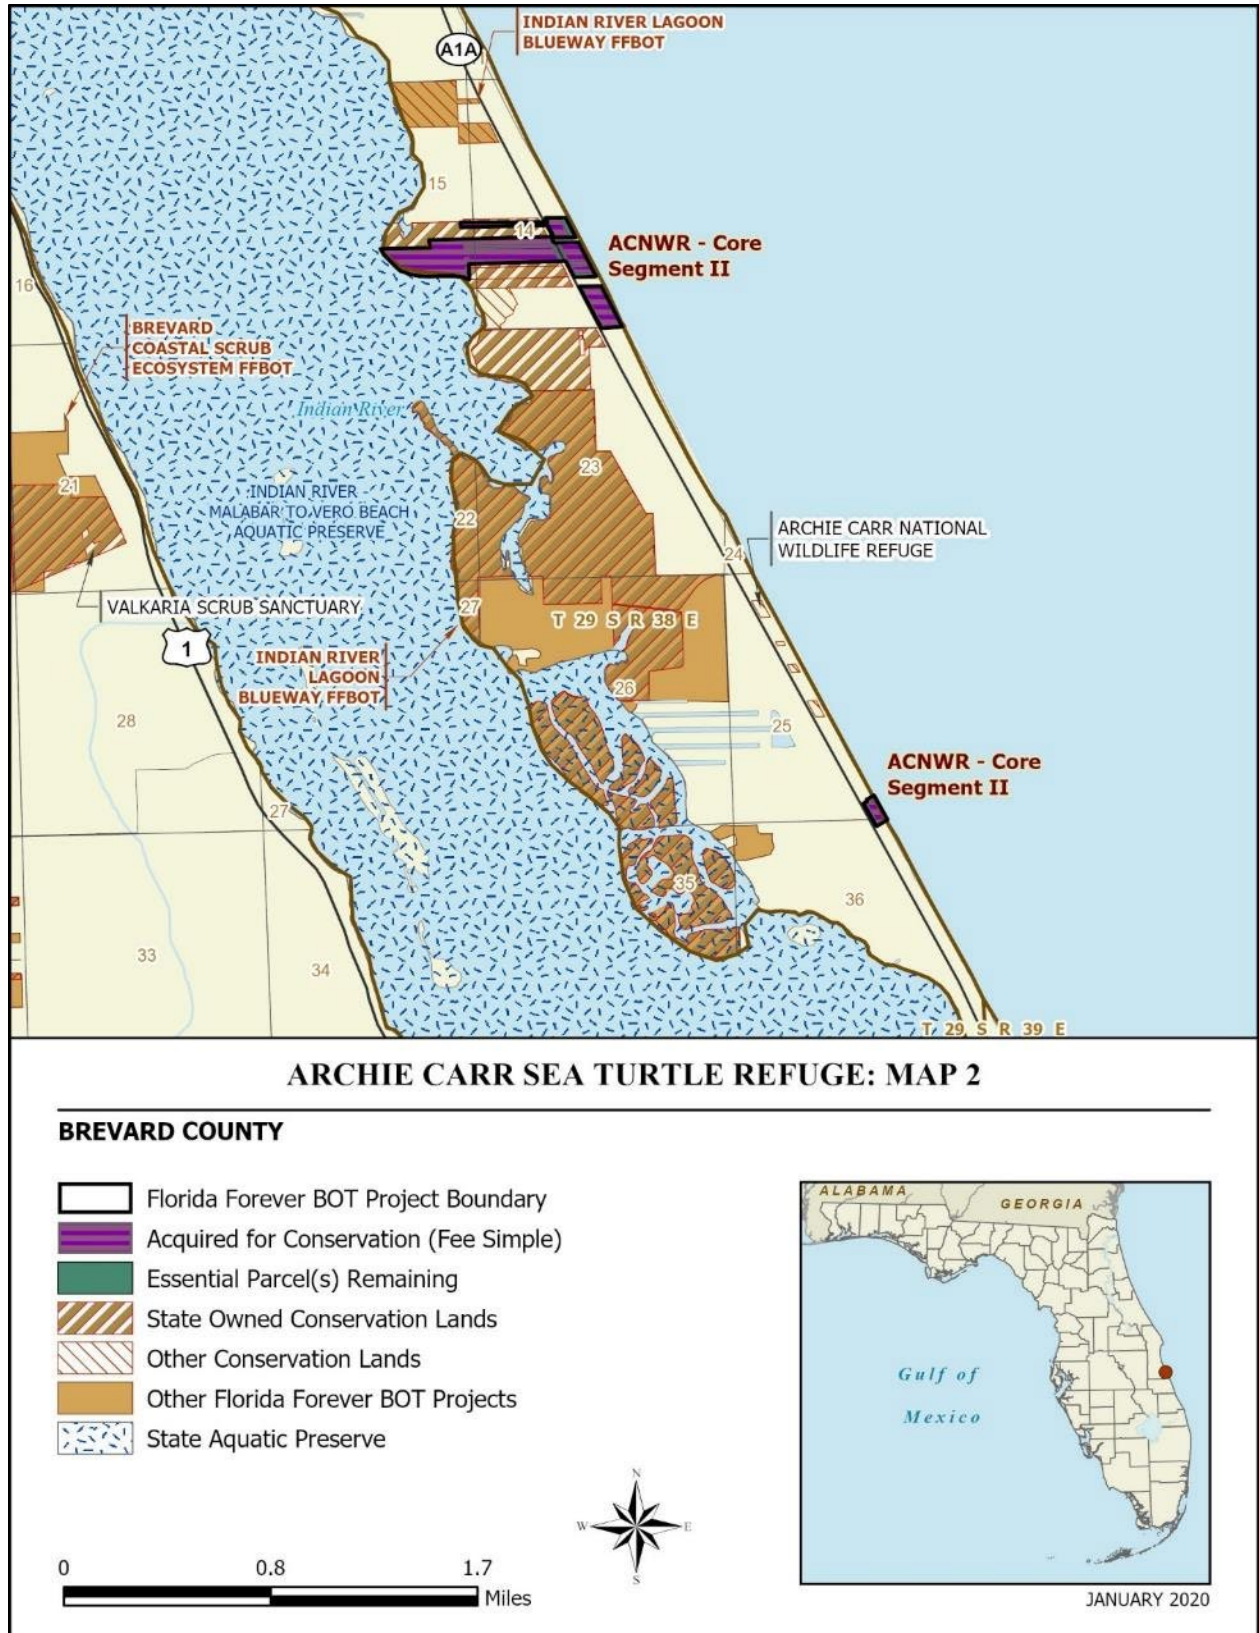 INDIAN RIVER LAGOON
BLUEWAY FFBOT
A1A
15
14
ACNWR - Core
Segment II
16
BREVARD
COASTAL SCRUB
ECOSYSTEM FFBOT
Indian River
21
23
INDIAN RIVER
MALABAR TO VERO BEACH
AQUATIC PRESERVE
22
ARCHIE CARR NATIONAL
WILDLIFE REFUGE
24
VALKARIA SCRUB SANCTUARY
27
T 29 S R 38 E
1
INDIAN RIVER
LAGOON
BLUEWAY FFBOT
26
28
25
ACNWR - Core
Segment II
27
35
36
33
34
T 29 S R 39 E
ARCHIE CARR SEA TURTLE REFUGE: MAP 2
BREVARD COUNTY
Florida Forever BOT Project Boundary
Acquired for Conservation (Fee Simple)
Essential Parcel(s) Remaining
State Owned Conservation Lands
Other Conservation Lands
Other Florida Forever BOT Projects
State Aquatic Preserve
ALABAMA
GEORGIA
Gulf of
Mexico
N
W E
S
0 0.8 1.7
Miles
JANUARY 2020